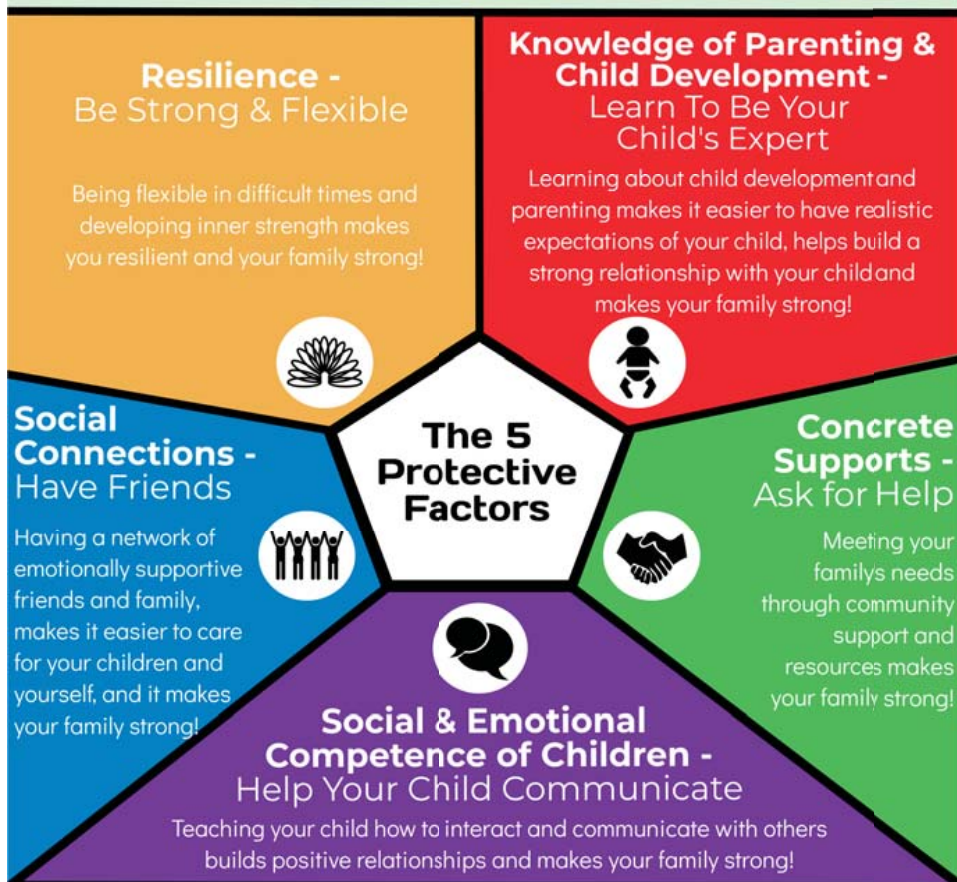 Resilience -
Be Strong & Flexible
Being flexible in difficult times and
developing inner strength makes
you resilient and your family strong!
Knowledge of Parenting &
Child Development -
Learn To Be Your
Child's Expert
Learning about child development and
parenting makes it easier to have realistic
expectations of your child, helps build a
strong relationship with your child and
makes your family strong!
Social
Connections -
Have Friends
Having a network of
emotionally supportive
friends and family,
makes it easier to care
for your children and
yourself, and it makes
your family strong!
The 5
Protective
Factors
Concrete
Supports -
Ask for Help
Meeting your
familys needs
through community
support and
resources makes
your family strong!
Social & Emotional
Competence of Children -
Help Your Child Communicate
Teaching your child how to interact and communicate with others
builds positive relationships and makes your family strong!